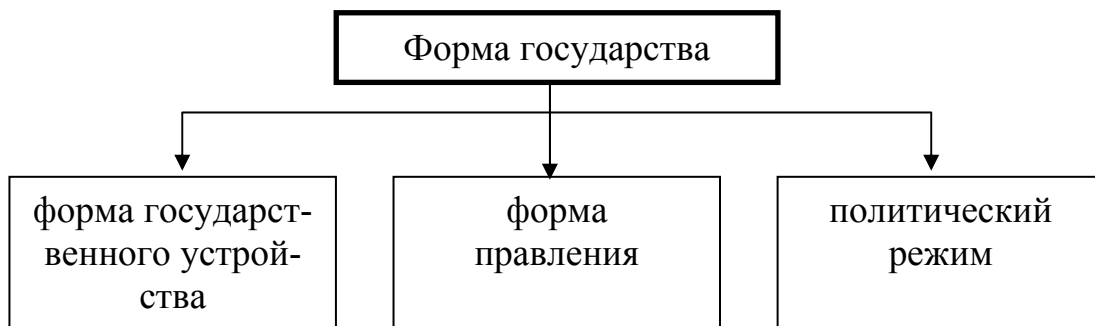 Форма государства
форма государст-
венного устрой-
ства
форма
правления
политический
режим